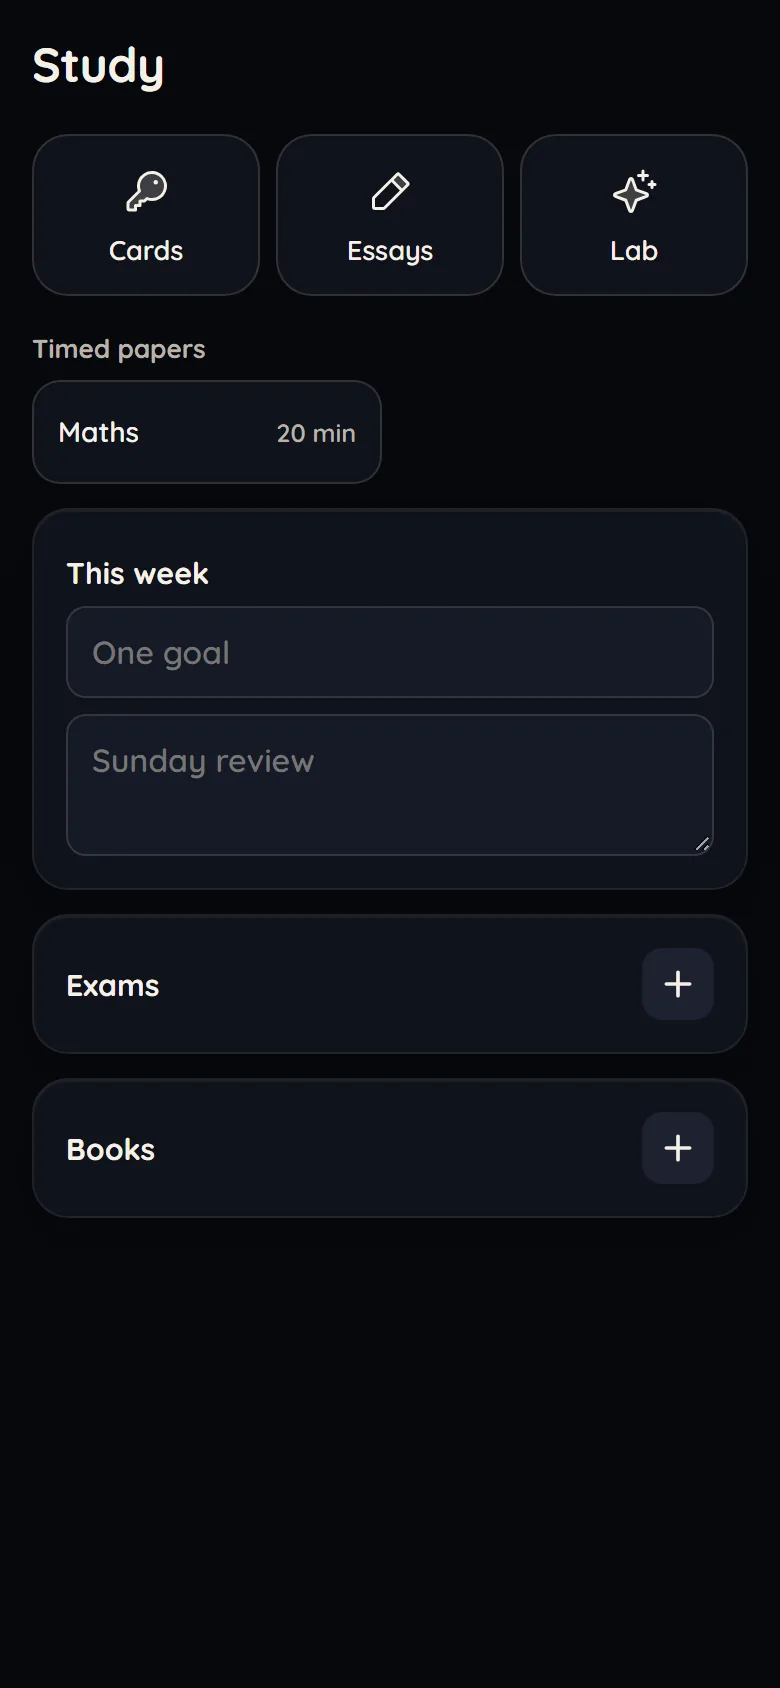 Study
Cards
Essays
Lab
Timed papers
Maths 20 min
This week
One goal
Sunday review
Exams
Books